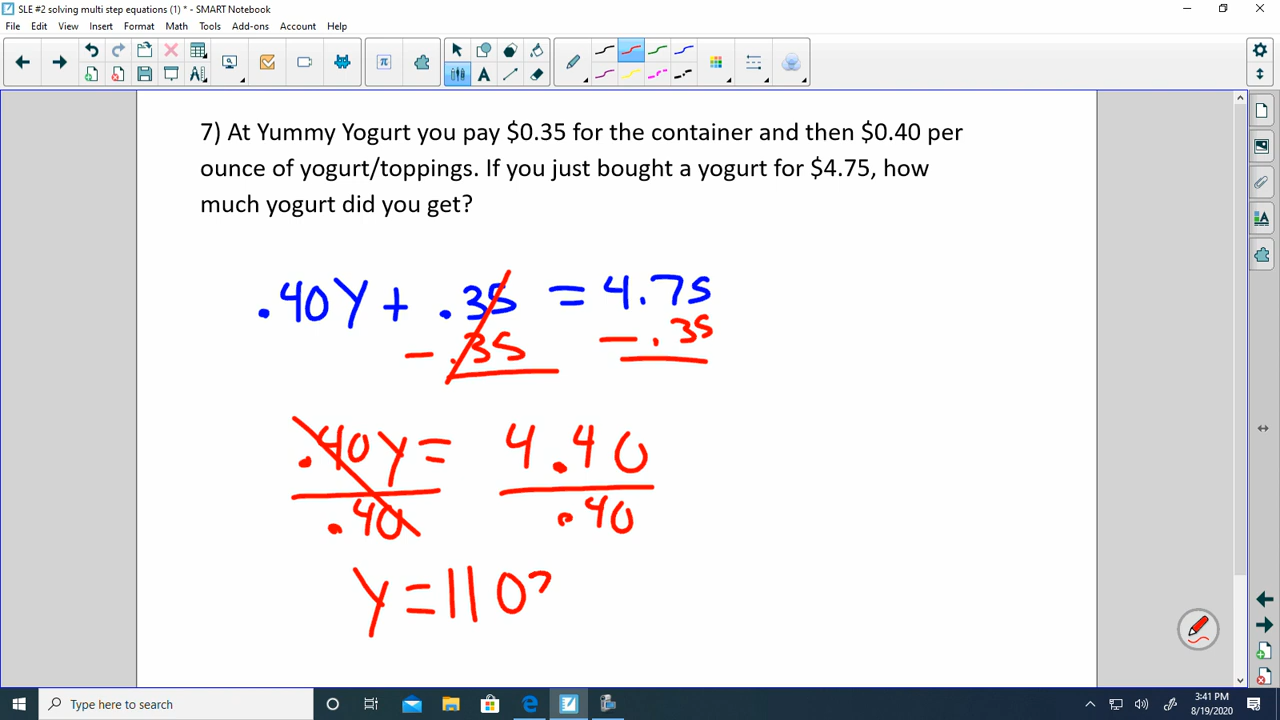 SLE #2 solving multi step equations (1) * - SMART Notebook
File Edit View Insert Format Math Tools Add-ons Account Help
7) At Yummy Yogurt you pay $0.35 for the container and then $0.40 per
ounce of yogurt/toppings. If you just bought a yogurt for $4.75, how
much yogurt did you get?
.40y + .35 = 4.75
- .35 - .35
.40y = 4.40
.40 .40
y = 11
Type here to search
3:41 PM
8/19/2020